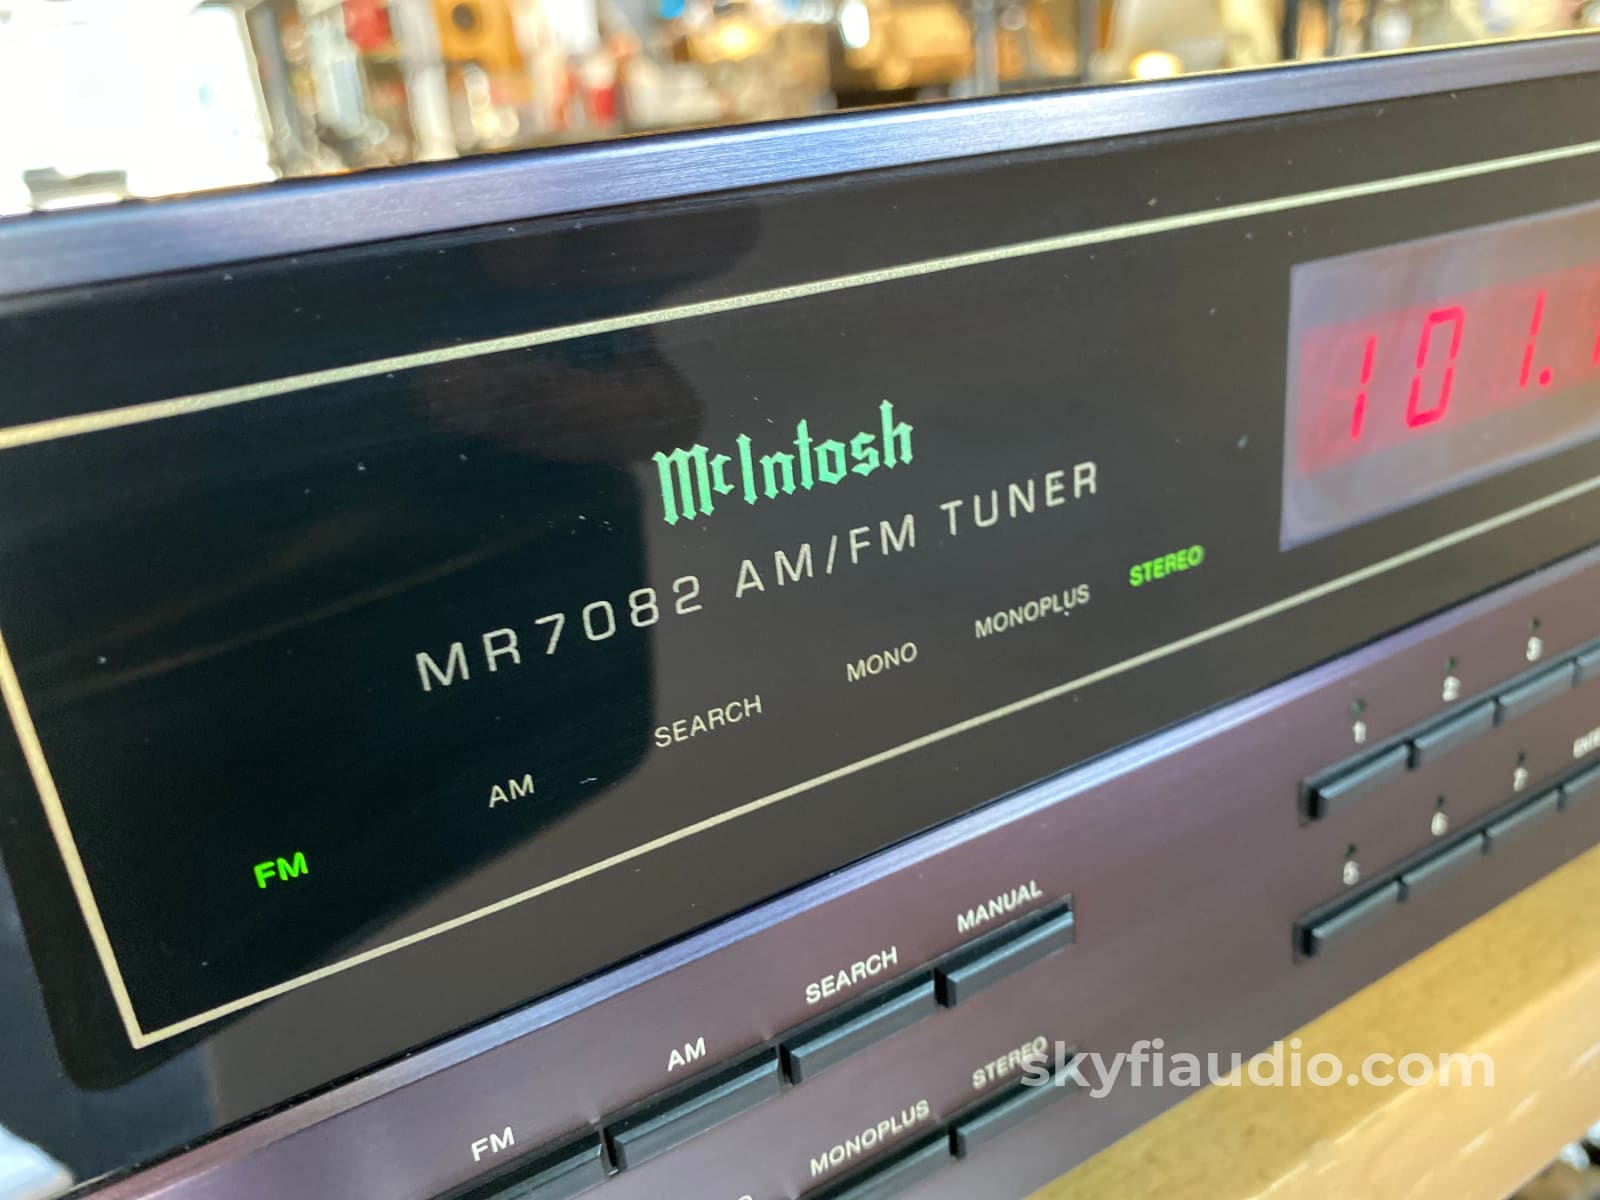 McIntosh
MR7082 AM/FM TUNER
FM AM SEARCH MONO MONOPLUS STEREO
101.
1 2 3
5 6 7
FM AM SEARCH MANUAL
MONOPLUS STEREO
skyfiaudio.com